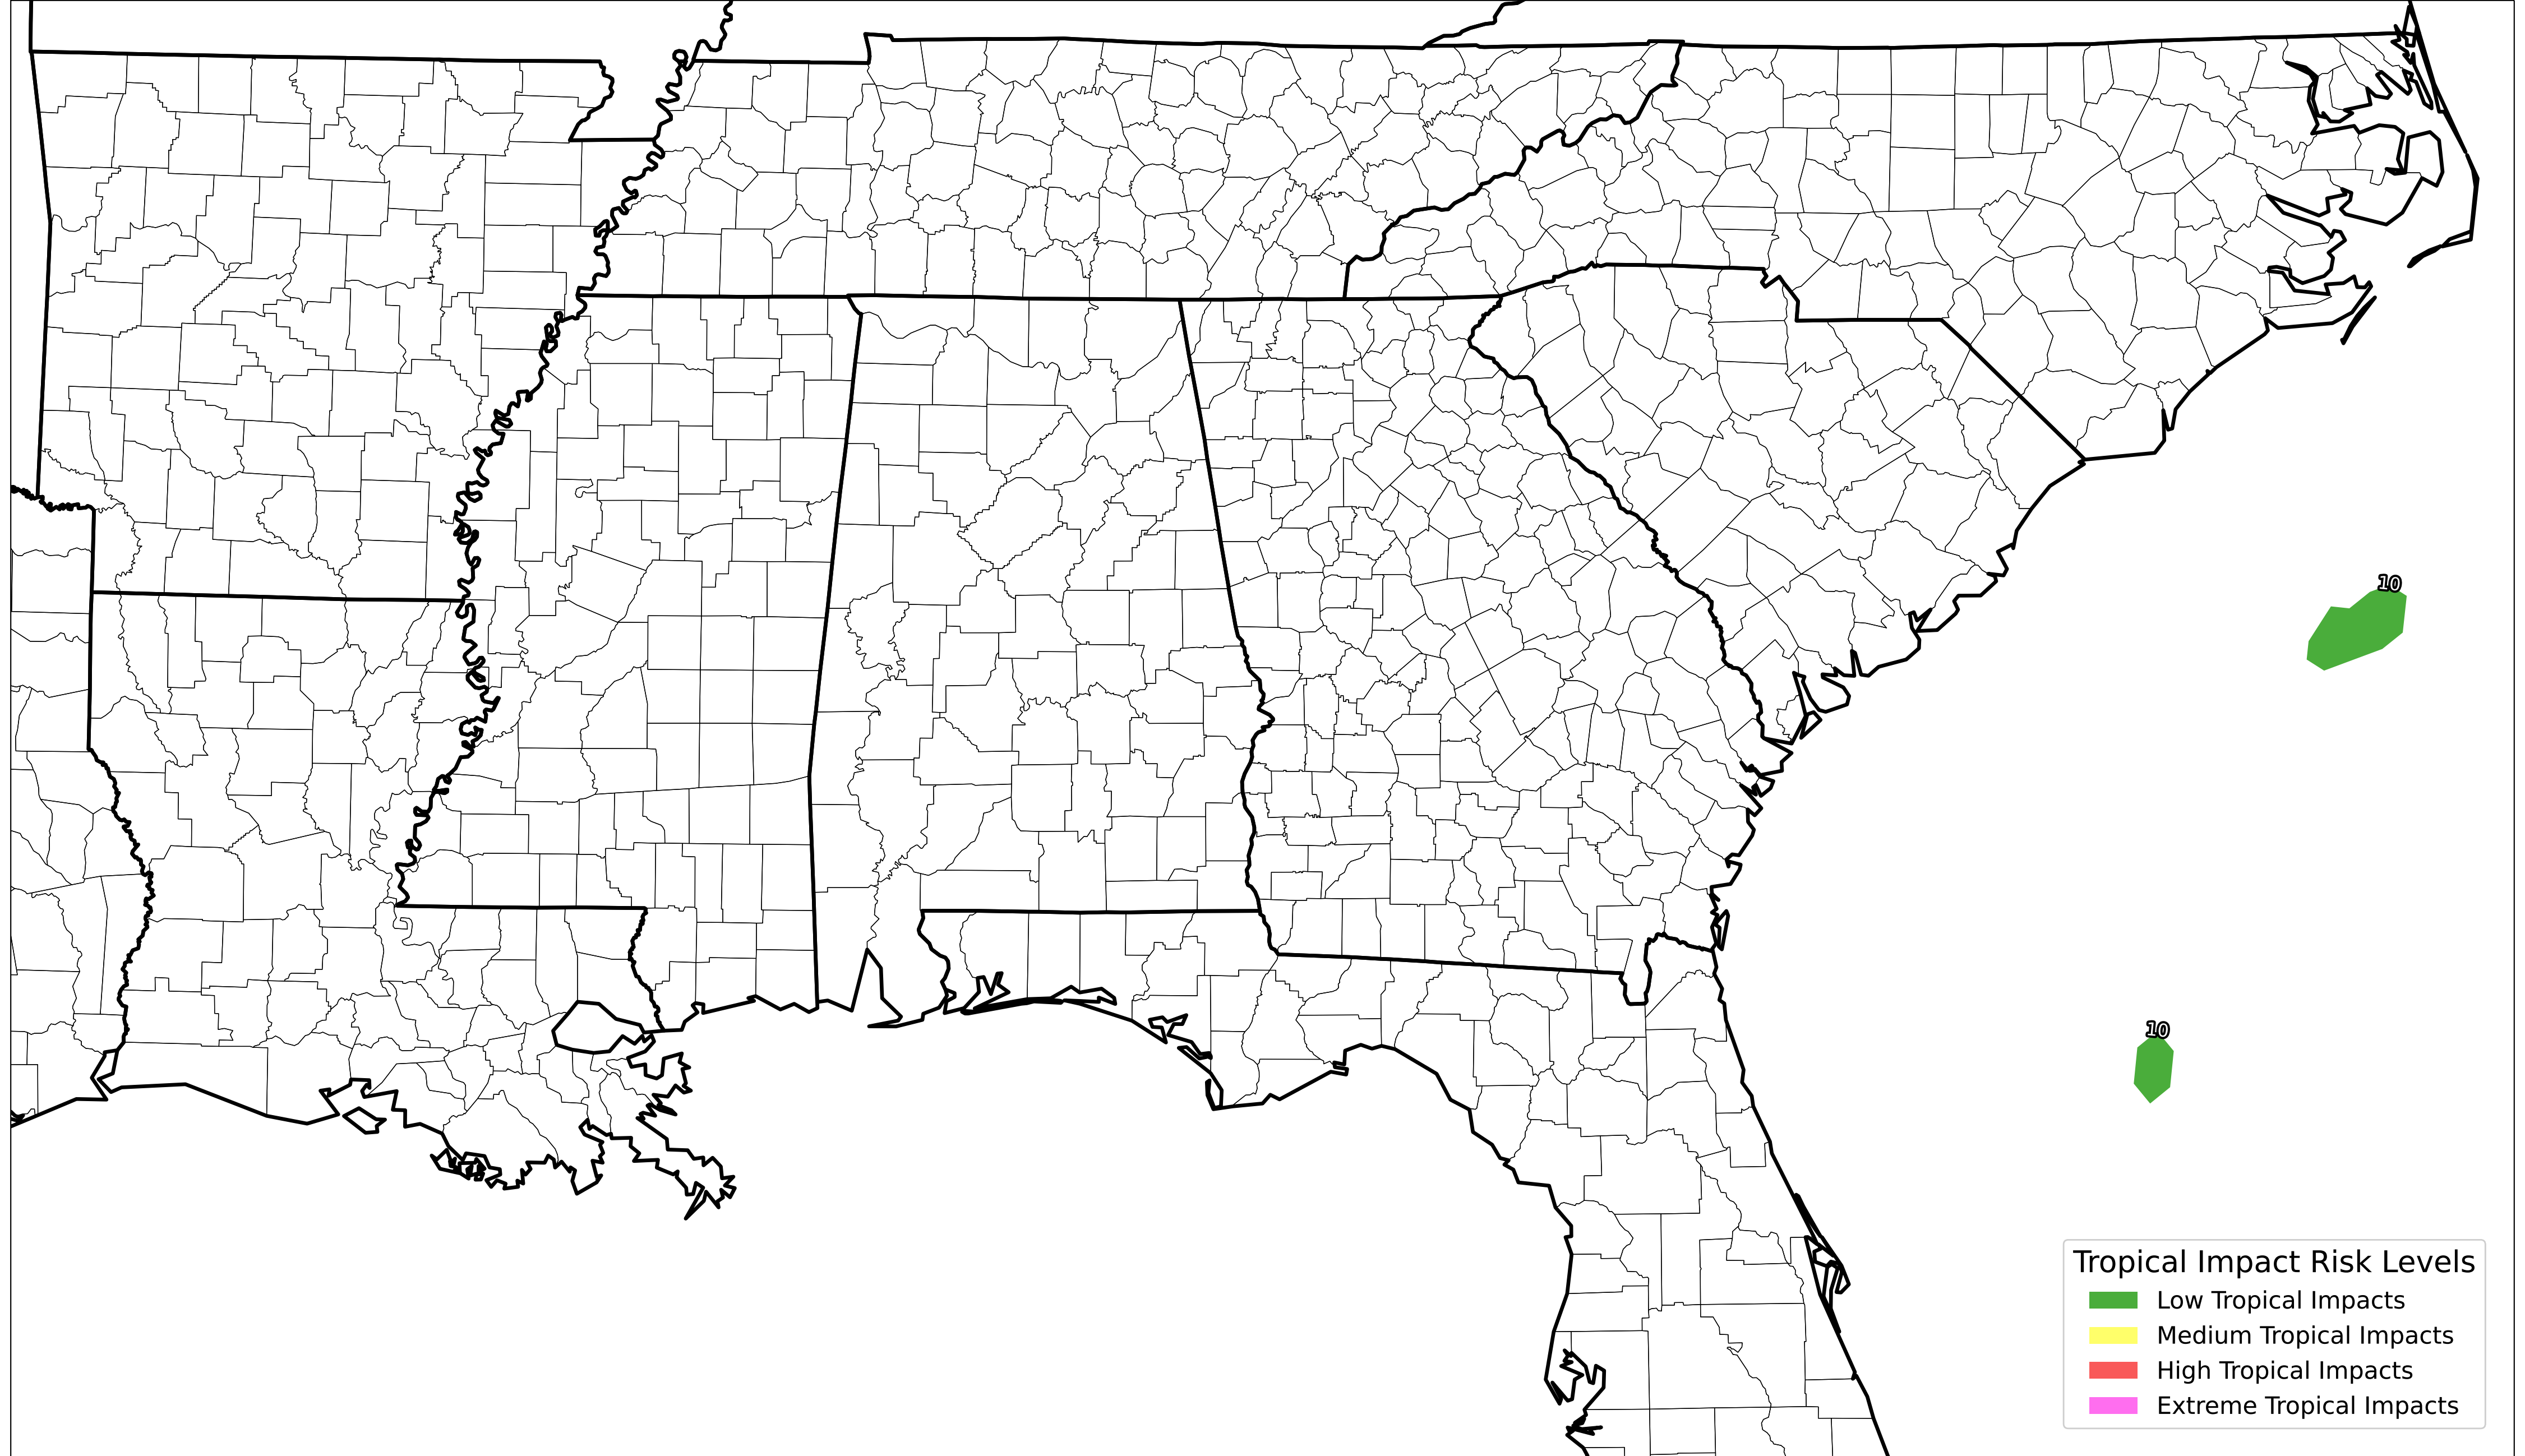 10
10
Tropical Impact Risk Levels
Low Tropical Impacts
Medium Tropical Impacts
High Tropical Impacts
Extreme Tropical Impacts